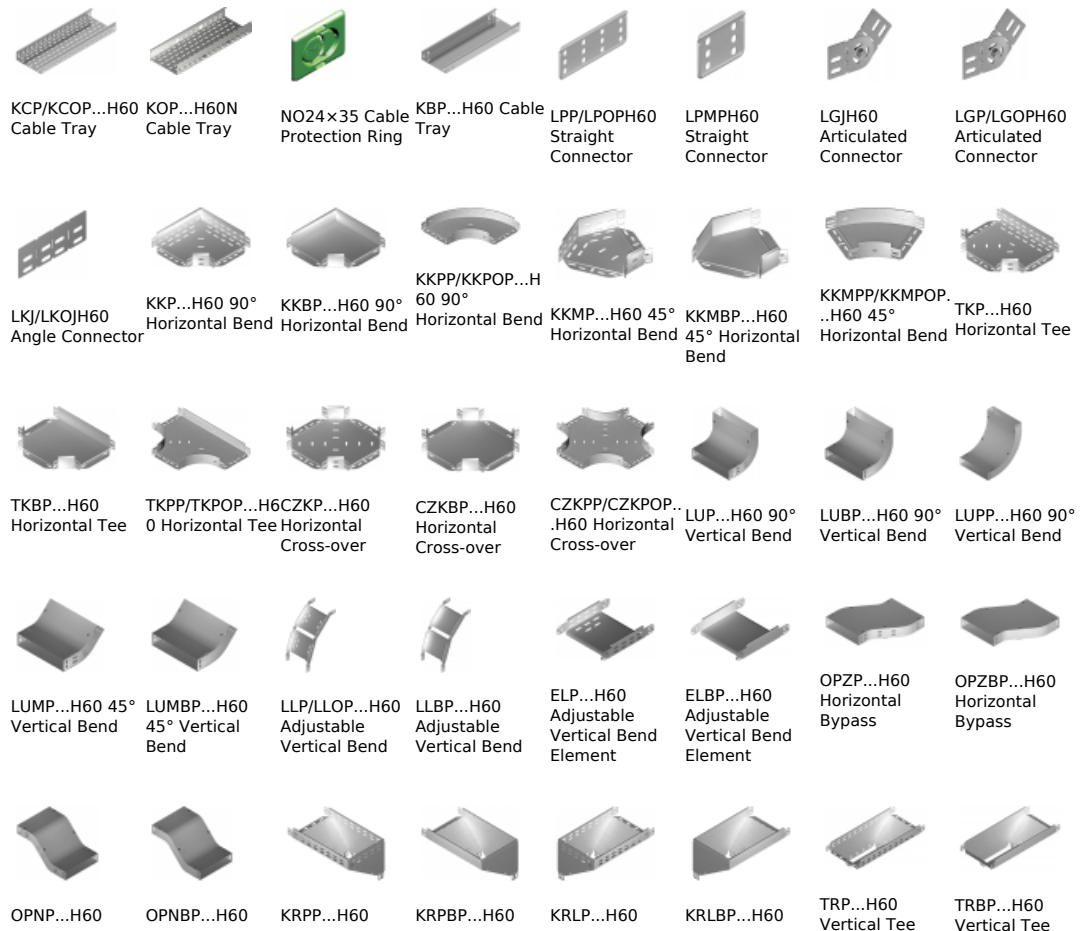 KCP/KCOP...H60
Cable Tray
KOP...H60N
Cable Tray
NO24×35 Cable
Protection Ring
KBP...H60 Cable
Tray
LPP/LPOPH60
Straight
Connector
LPMPH60
Straight
Connector
LGJH60
Articulated
Connector
LGP/LGOPH60
Articulated
Connector
LKJ/LKOJH60
Angle Connector
KKP...H60 90°
Horizontal Bend
KKBP...H60 90°
Horizontal Bend
KKPP/KKPOP...H
60 90°
Horizontal Bend
KKMP...H60 45°
Horizontal Bend
KKMBP...H60
45° Horizontal
Bend
KKMPP/KKMPOP.
..H60 45°
Horizontal Bend
TKP...H60
Horizontal Tee
TKBP...H60
Horizontal Tee
TKPP/TKPOP...H6
0 Horizontal Tee
CZKP...H60
Horizontal
Cross-over
CZKBP...H60
Horizontal
Cross-over
CZKPP/CZKPOP..
.H60 Horizontal
Cross-over
LUP...H60 90°
Vertical Bend
LUBP...H60 90°
Vertical Bend
LUPP...H60 90°
Vertical Bend
LUMP...H60 45°
Vertical Bend
LUMBP...H60
45° Vertical
Bend
LLP/LLOP...H60
Adjustable
Vertical Bend
LLBP...H60
Adjustable
Vertical Bend
ELP...H60
Adjustable
Vertical Bend
Element
ELBP...H60
Adjustable
Vertical Bend
Element
OPZP...H60
Horizontal
Bypass
OPZBP...H60
Horizontal
Bypass
OPNP...H60
OPNBP...H60
KRPP...H60
KRPBP...H60
KRLP...H60
KRLBP...H60
TRP...H60
Vertical Tee
TRBP...H60
Vertical Tee